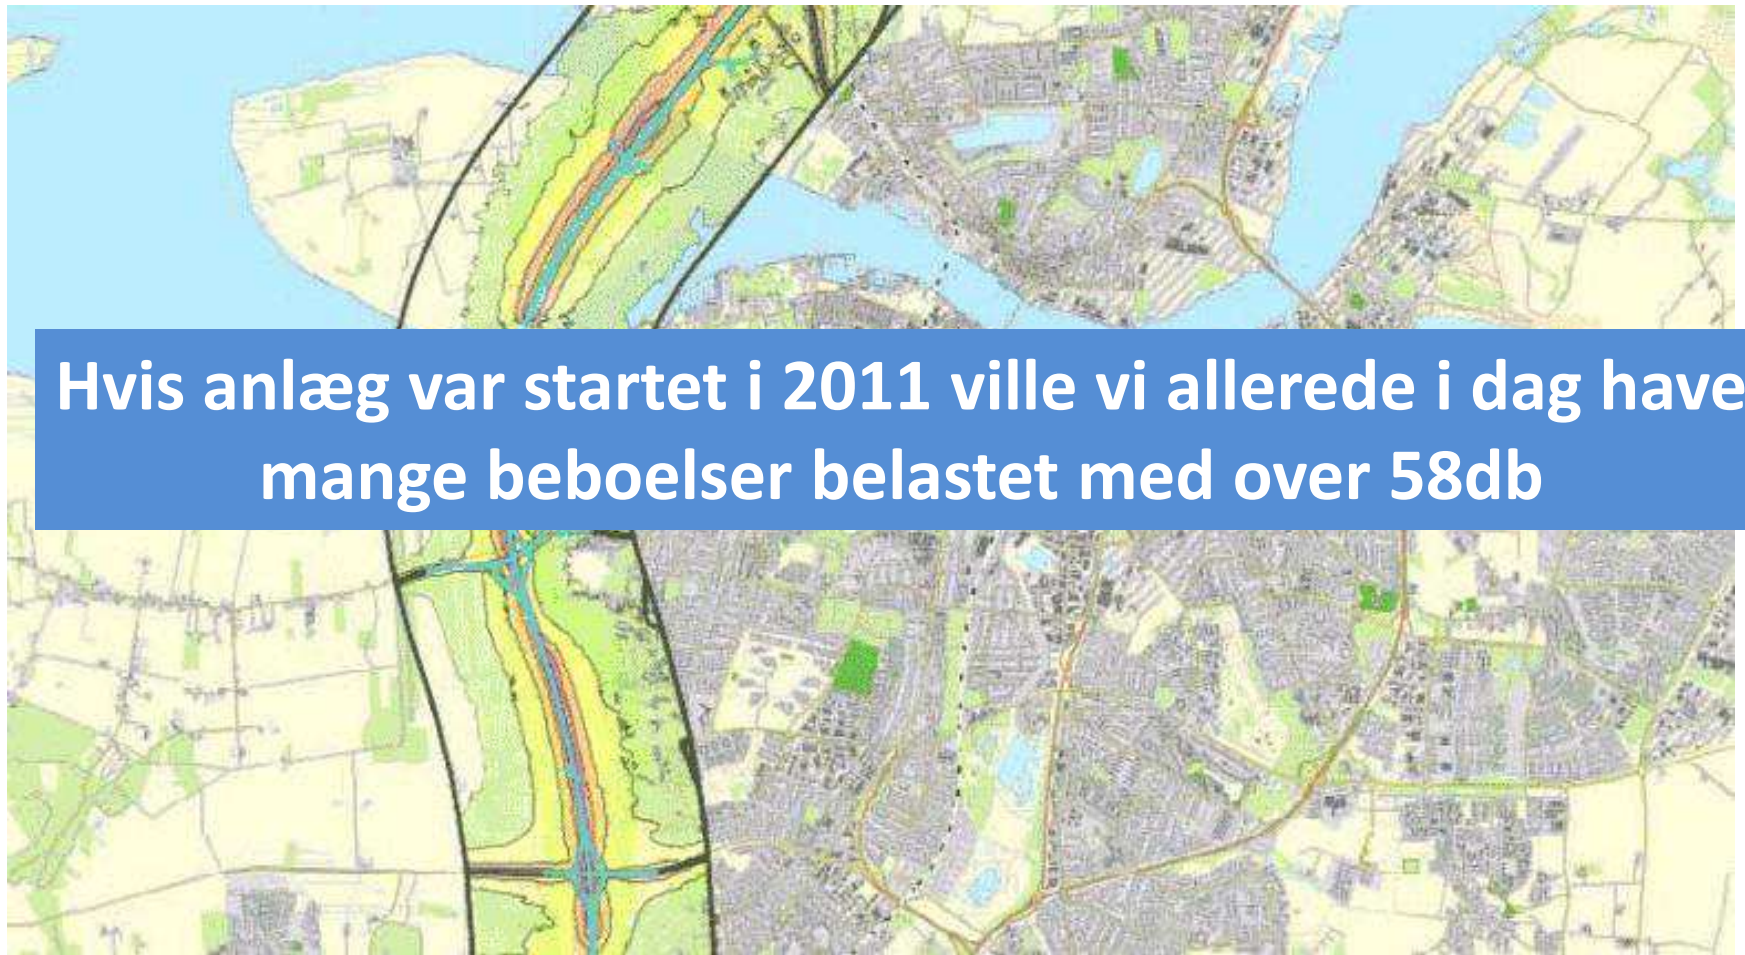 Hvis anlæg var startet i 2011 ville vi allerede i dag have
mange beboelser belastet med over 58db